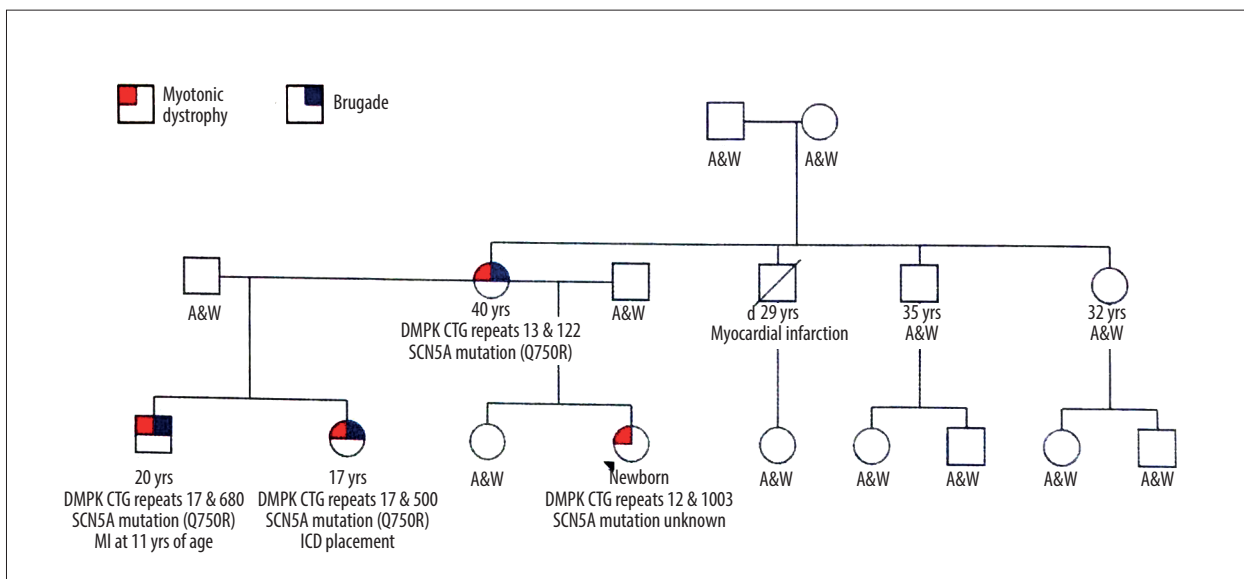 Myotonic
dystrophy
Brugade
A&W
A&W
A&W
40 yrs
DMPK CTG repeats 13 & 122
SCN5A mutation (Q750R)
A&W
d 29 yrs
Myocardial infarction
35 yrs
A&W
32 yrs
A&W
20 yrs
DMPK CTG repeats 17 & 680
SCN5A mutation (Q750R)
MI at 11 yrs of age
17 yrs
DMPK CTG repeats 17 & 500
SCN5A mutation (Q750R)
ICD placement
A&W
Newborn
DMPK CTG repeats 12 & 1003
SCN5A mutation unknown
A&W
A&W
A&W
A&W
A&W